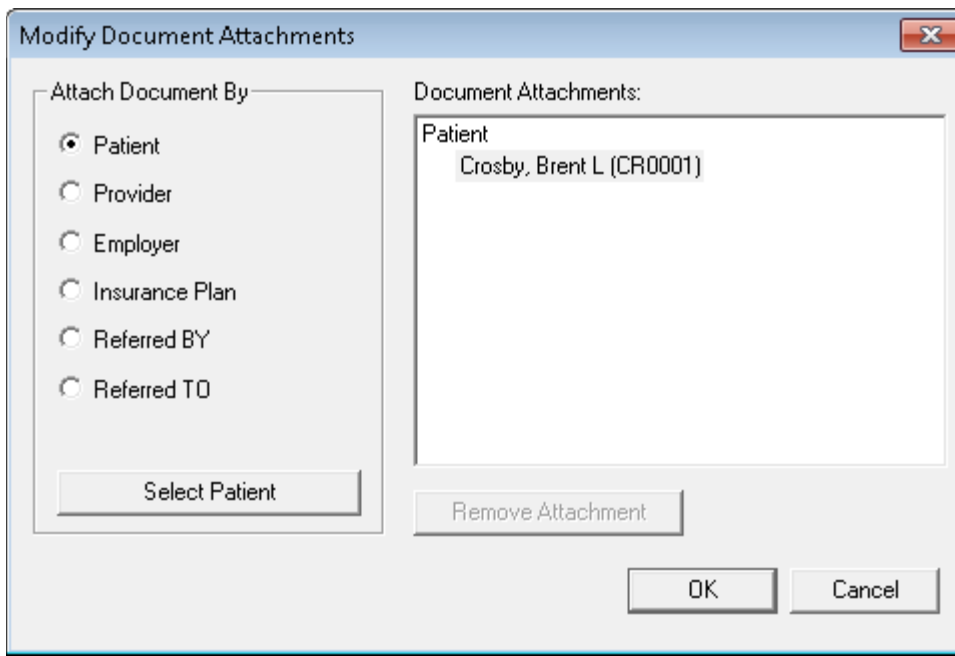 Modify Document Attachments
Attach Document By
Patient
Provider
Employer
Insurance Plan
Referred BY
Referred TO
Select Patient
Document Attachments:
Patient
Crosby, Brent L (CR0001)
Remove Attachment
OK
Cancel